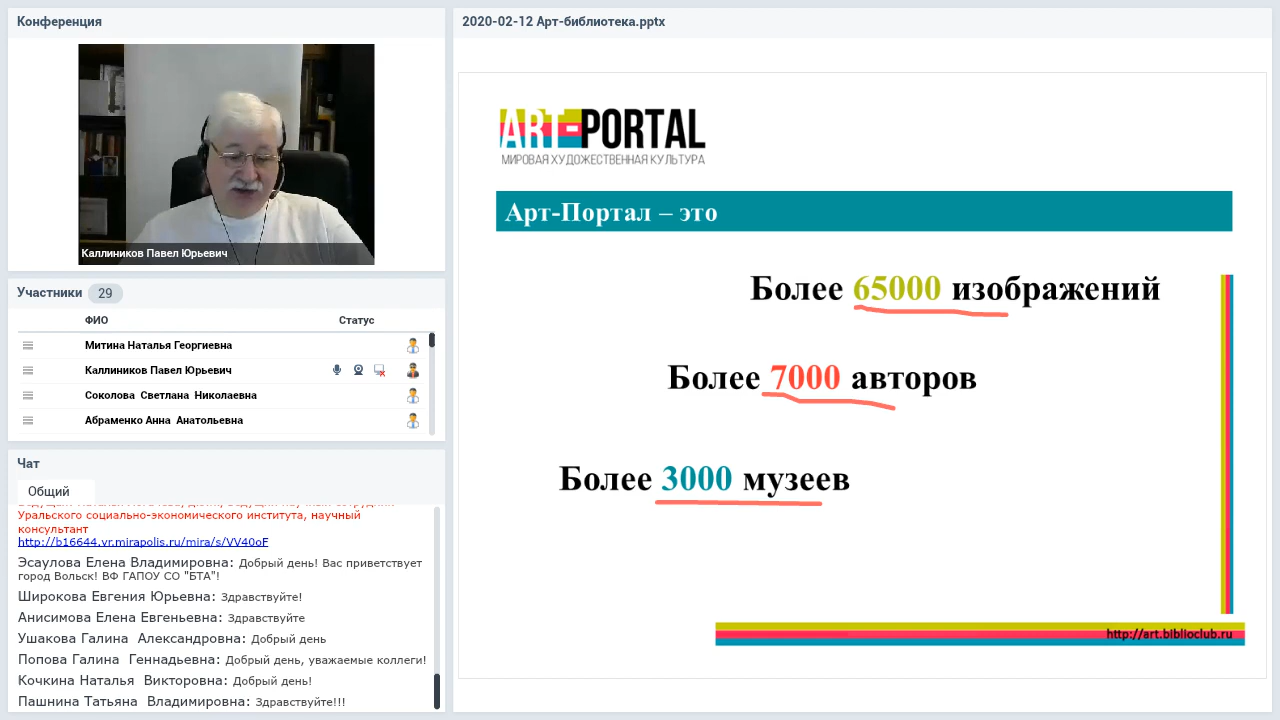 Конференция
Каллиников Павел Юрьевич
Участники 29
ФИО Статус
Митина Наталья Георгиевна
Каллиников Павел Юрьевич
Соколова Светлана Николаевна
Абраменко Анна Анатольевна
Чат
Общий
Уральского социально-экономического института, научный
консультант
http://b16644.vr.mirapolis.ru/mira/s/VV40oF
Эсаулова Елена Владимировна: Добрый день! Вас приветствует
город Вольск! ВФ ГАПОУ СО "БТА"!
Широкова Евгения Юрьевна: Здравствуйте!
Анисимова Елена Евгеньевна: Здравствуйте
Ушакова Галина Александровна: Добрый день
Попова Галина Геннадьевна: Добрый день, уважаемые коллеги!
Кочкина Наталья Викторовна: Добрый день!
Пашнина Татьяна Владимировна: Здравствуйте!!!
2020-02-12 Арт-библиотека.pptx
ART-PORTAL
МИРОВАЯ ХУДОЖЕСТВЕННАЯ КУЛЬТУРА
Арт-Портал – это
Более 65000 изображений
Более 7000 авторов
Более 3000 музеев
http://art.biblioclub.ru